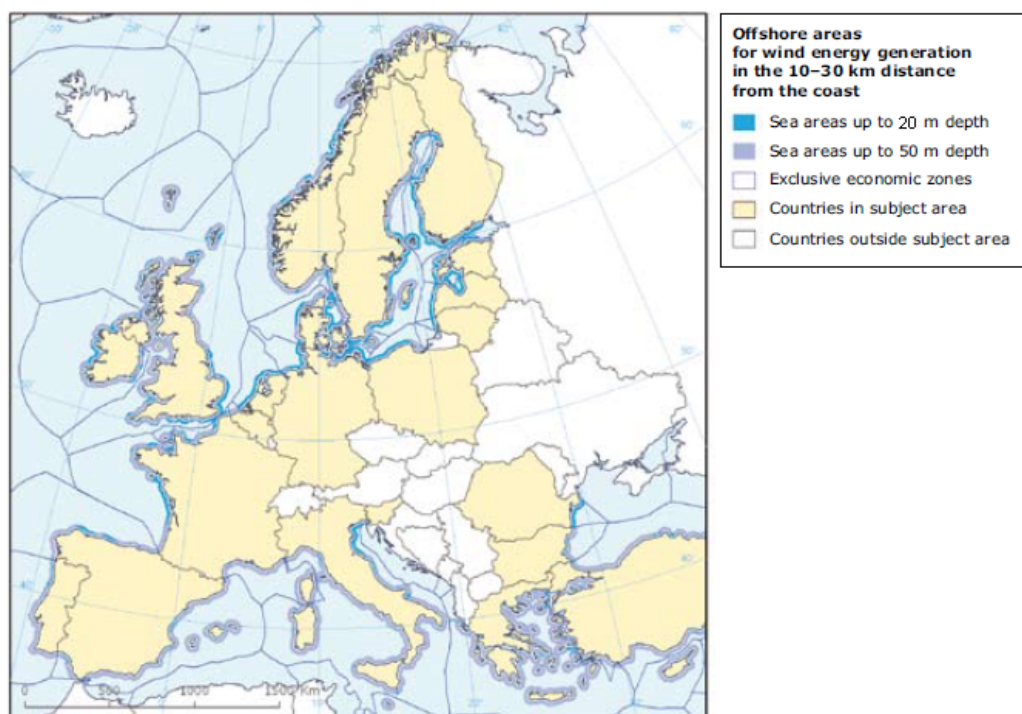 Offshore areas
for wind energy generation
in the 10–30 km distance
from the coast
Sea areas up to 20 m depth
Sea areas up to 50 m depth
Exclusive economic zones
Countries in subject area
Countries outside subject area
0 500 1000 1500 Km